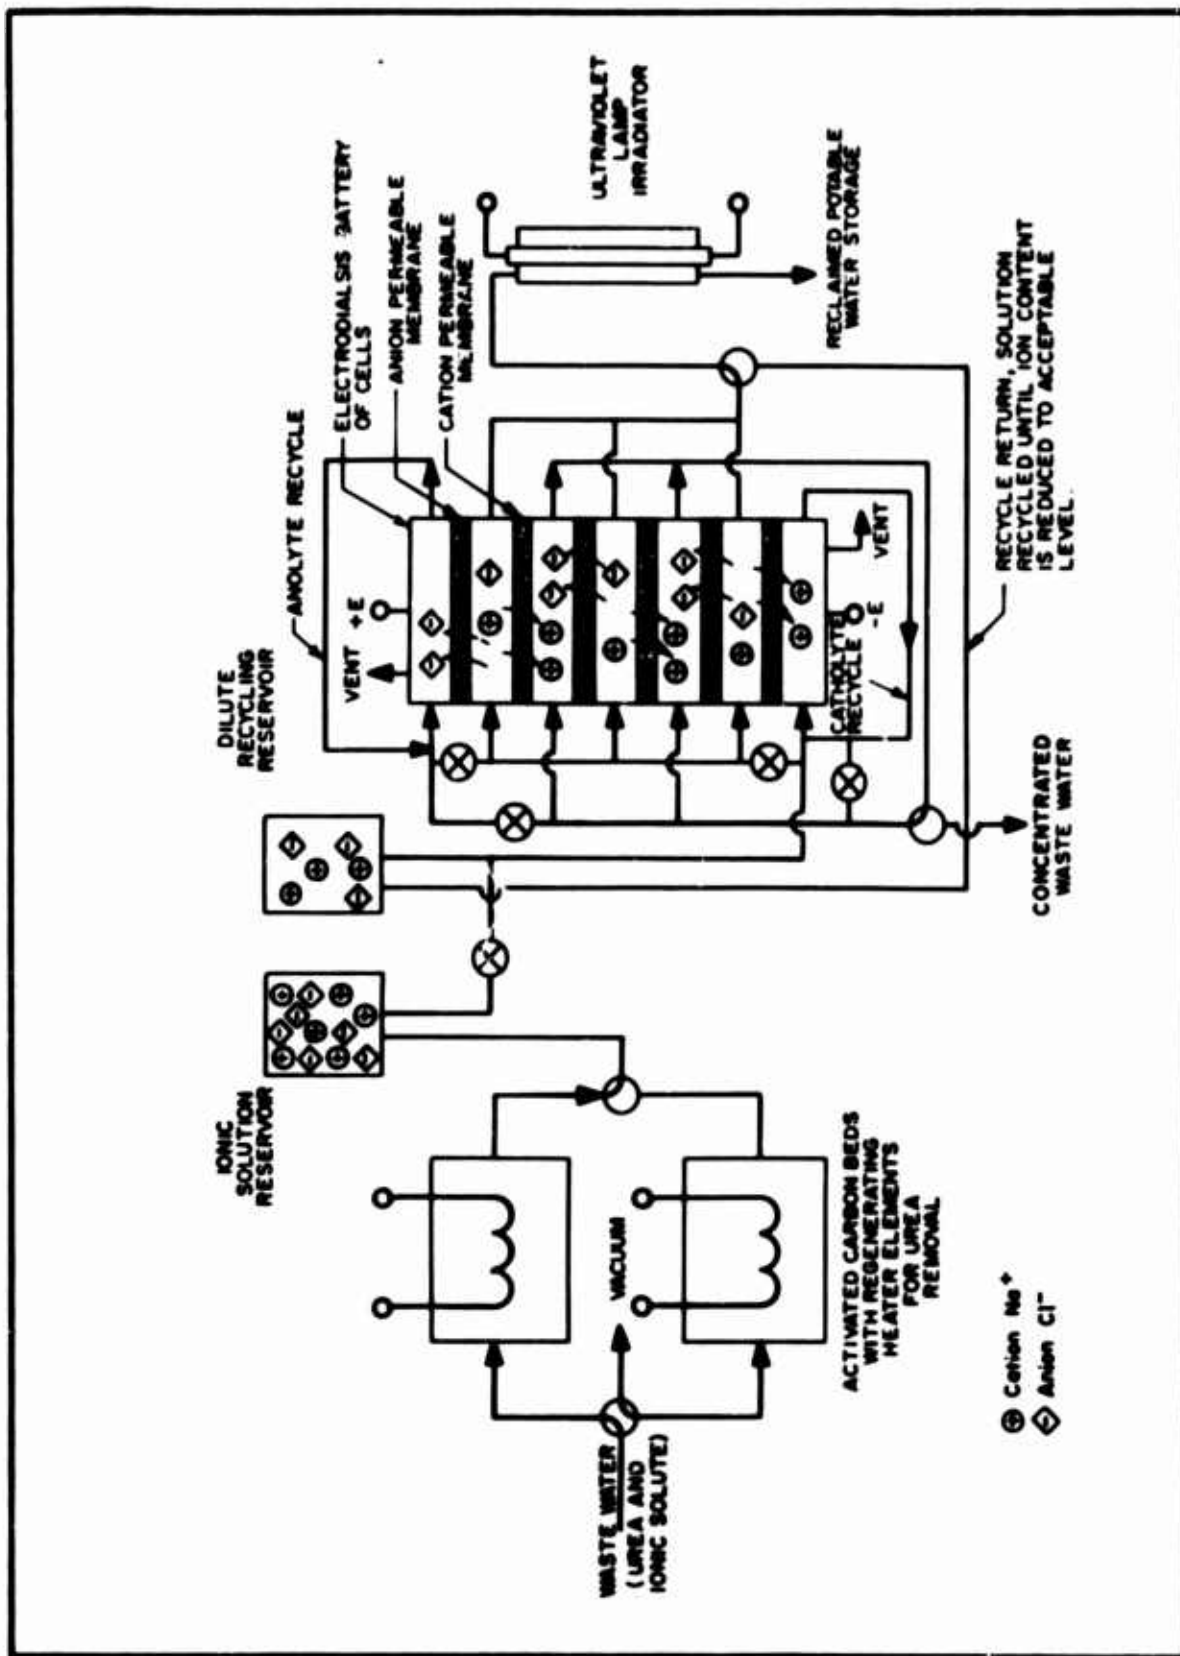 WASTE WATER
(UREA AND
IONIC SOLUTE)
VACUUM
ACTIVATED CARBON BEDS
WITH REGENERATING
HEATER ELEMENTS
FOR UREA
REMOVAL
IONIC
SOLUTION
RESERVOIR
DILUTE
RECYCLING
RESERVOIR
ANOLYTE RECYCLE
VENT
+E
ELECTRODIALSIS BATTERY
OF CELLS
ANION PERMEABLE
MEMBRANE
CATION PERMEABLE
MEMBRANE
ULTRAVIOLET
LAMP
IRRADIATOR
RECLAIMED POTABLE
WATER STORAGE
CATHOLYTE
RECYCLE
-E
VENT
RECYCLE RETURN, SOLUTION
RECYCLED UNTIL ION CONTENT
IS REDUCED TO ACCEPTABLE
LEVEL.
CONCENTRATED
WASTE WATER
⊕ Cation Na⁺
Anion Cl⁻